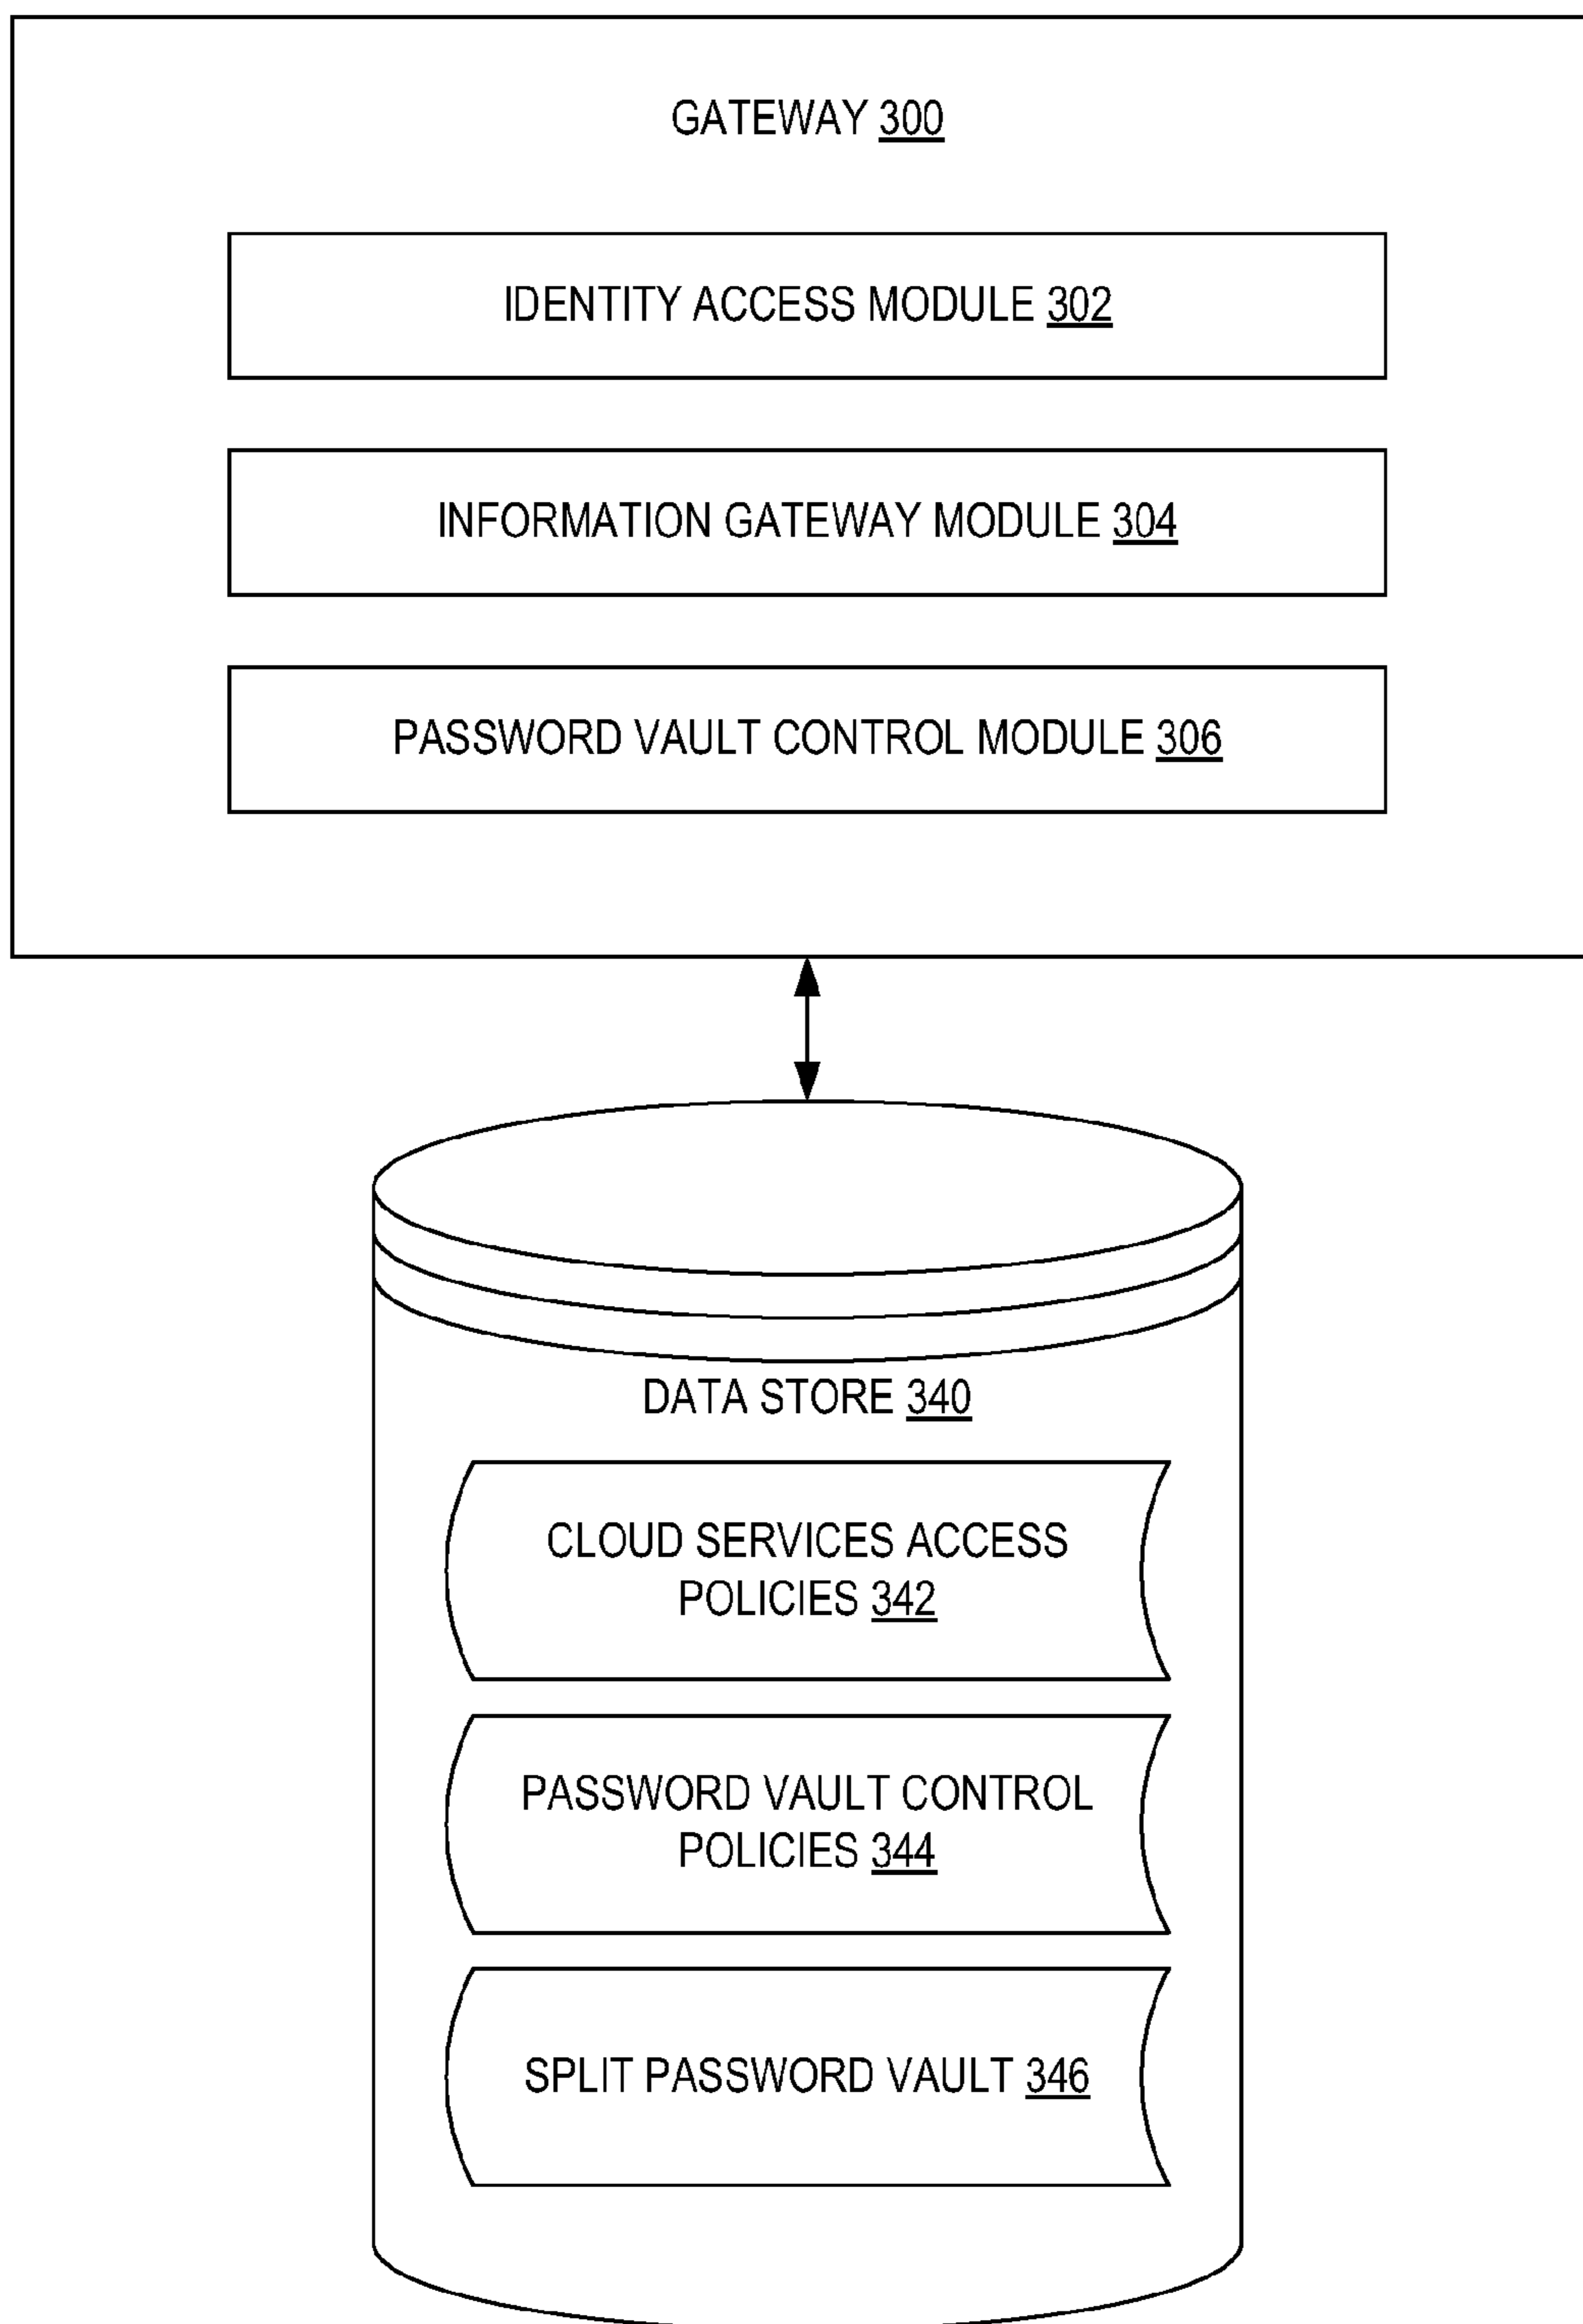 GATEWAY 300
IDENTITY ACCESS MODULE 302
INFORMATION GATEWAY MODULE 304
PASSWORD VAULT CONTROL MODULE 306
DATA STORE 340
CLOUD SERVICES ACCESS
POLICIES 342
PASSWORD VAULT CONTROL
POLICIES 344
SPLIT PASSWORD VAULT 346